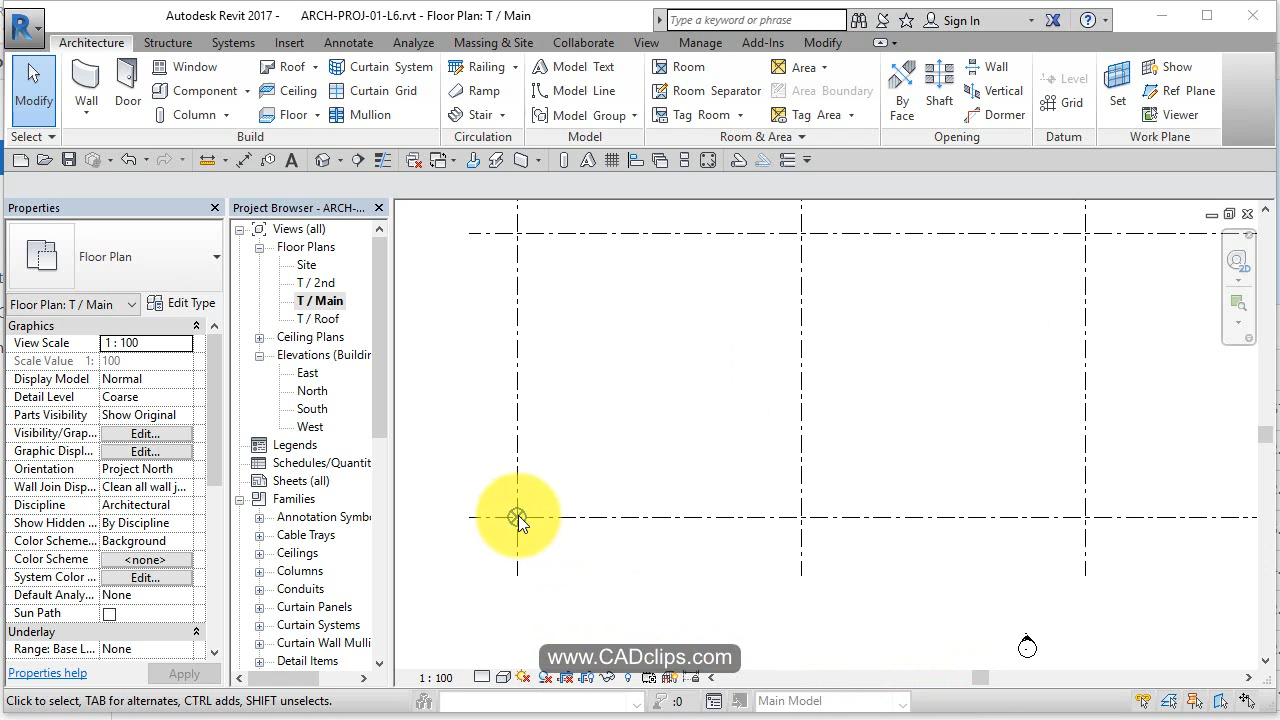 Autodesk Revit 2017 - ARCH-PROJ-01-L6.rvt - Floor Plan: T / Main
Type a keyword or phrase
Sign In
Architecture Structure Systems Insert Annotate Analyze Massing & Site Collaborate View Manage Add-Ins Modify
Modify
Select
Wall
Door
Window
Component
Column
Roof
Ceiling
Floor
Curtain System
Curtain Grid
Mullion
Build
Railing
Ramp
Stair
Circulation
Model Text
Model Line
Model Group
Model
Room
Room Separator
Tag Room
Area
Area Boundary
Tag Area
Room & Area
By
Face
Shaft
Wall
Vertical
Dormer
Opening
Level
Grid
Datum
Set
Show
Ref Plane
Viewer
Work Plane
Properties
Floor Plan
Floor Plan: T / Main
Edit Type
Graphics
View Scale 1 : 100
Scale Value 1: 100
Display Model Normal
Detail Level Coarse
Parts Visibility Show Original
Visibility/Grap... Edit...
Graphic Displ... Edit...
Orientation Project North
Wall Join Disp... Clean all wall j...
Discipline Architectural
Show Hidden ... By Discipline
Color Scheme... Background
Color Scheme <none>
System Color ... Edit...
Default Analy... None
Sun Path
Underlay
Range: Base L... None
Properties help
Apply
Project Browser - ARCH-...
Views (all)
Floor Plans
Site
T / 2nd
T / Main
T / Roof
Ceiling Plans
Elevations (Buildin
East
North
South
West
Legends
Schedules/Quantit
Sheets (all)
Families
Annotation Symb
Cable Trays
Ceilings
Columns
Conduits
Curtain Panels
Curtain Systems
Curtain Wall Mulli
Detail Items
2D
www.CADclips.com
1 : 100
Click to select, TAB for alternates, CTRL adds, SHIFT unselects.
:0
Main Model